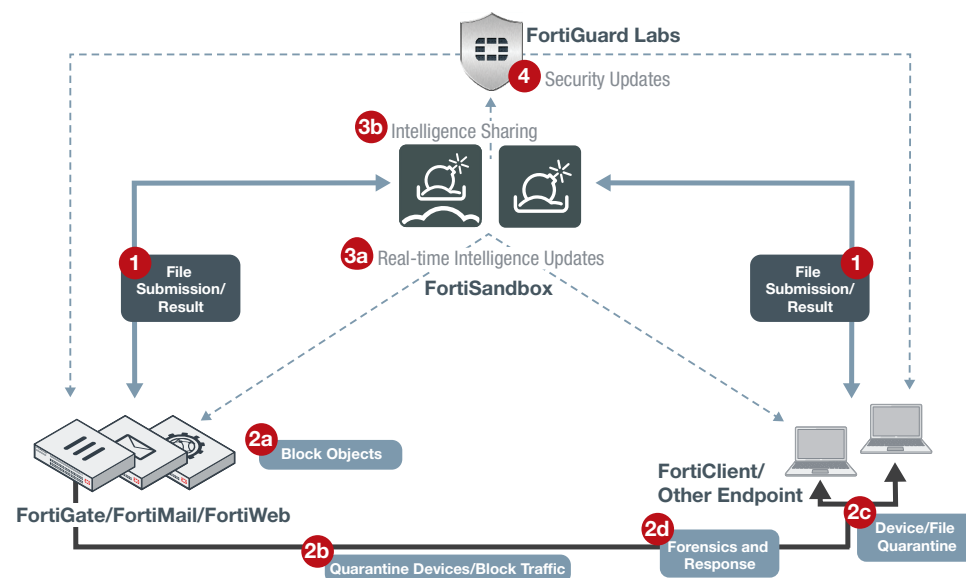 FortiGuard Labs
4 Security Updates
3b Intelligence Sharing
3a Real-time Intelligence Updates
FortiSandbox
1
File
Submission/
Result
1
File
Submission/
Result
2a Block Objects
FortiGate/FortiMail/FortiWeb
FortiClient/
Other Endpoint
2b
Quarantine Devices/Block Traffic
2d
Forensics and
Response
2c
Device/File
Quarantine